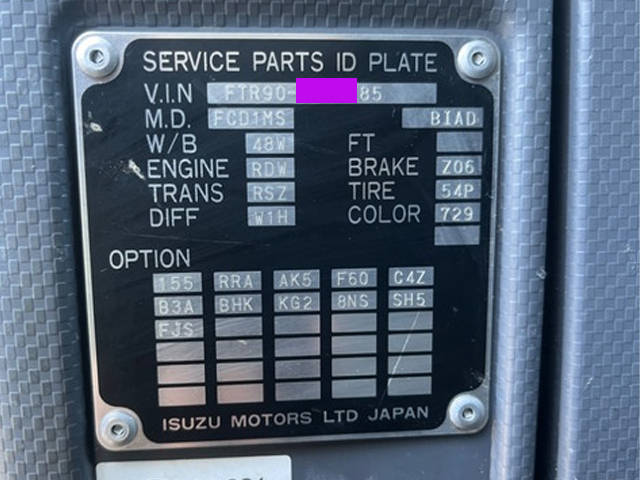 SERVICE PARTS ID PLATE
V.I.N FTR90- 85
M.D. FCD1MS BIAD
W/B 48W FT
ENGINE RDW BRAKE Z06
TRANS RSZ TIRE 54P
DIFF W1H COLOR 729
OPTION
155 RRA AK5 F60 C4Z
B3A BHK KG2 8NS SH5
FJS
ISUZU MOTORS LTD JAPAN